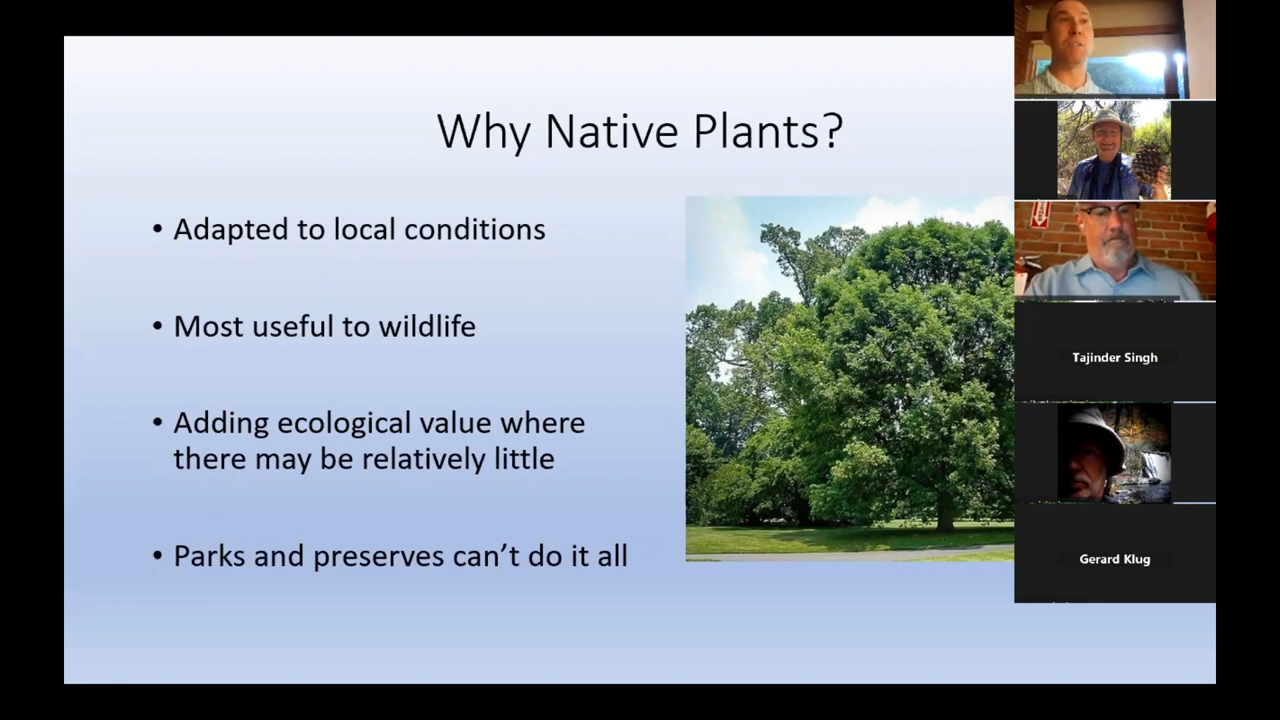 Why Native Plants?
• Adapted to local conditions
• Most useful to wildlife
• Adding ecological value where
there may be relatively little
• Parks and preserves can’t do it all
Tajinder Singh
Gerard Klug